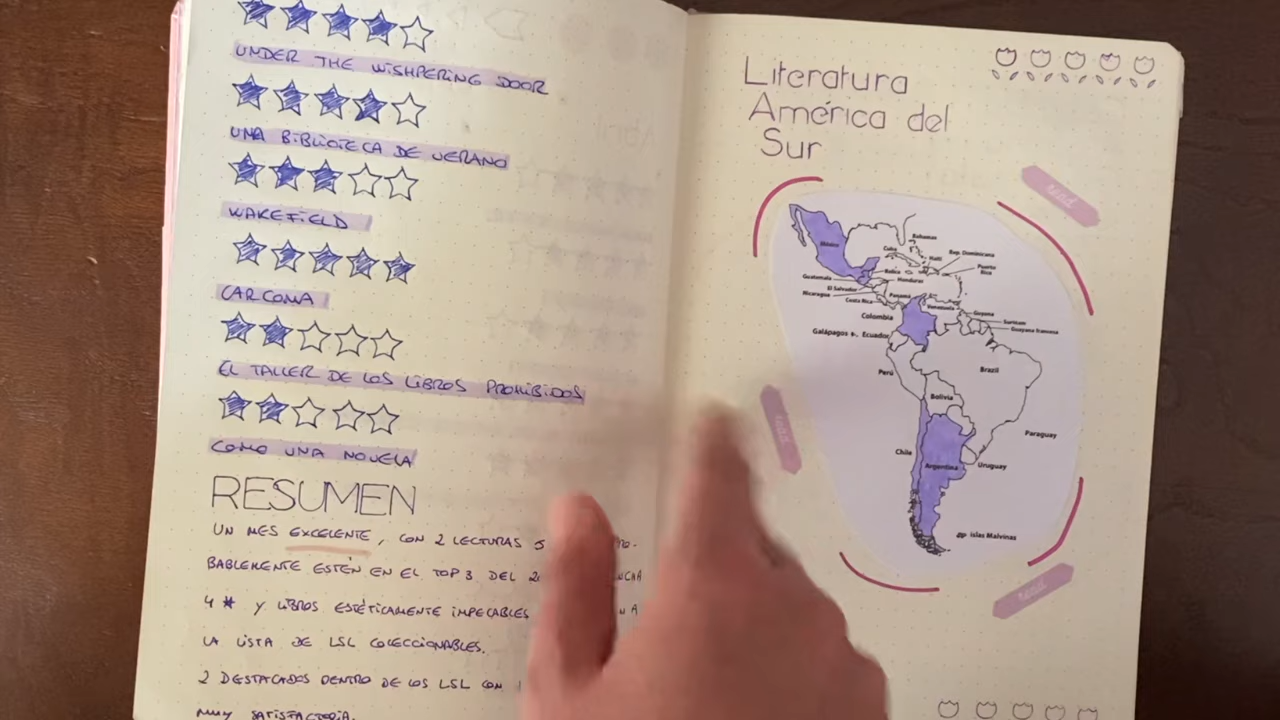 UNDER THE WISHPERING DOOR
UNA BIBLIOTECA DE VERANO
WAKEFIELD
CARCOMA
EL TALLER DE LOS LIBROS PROHIBIDOS
COMO UNA NOVELA
RESUMEN
UN MES EXCELENTE, CON 2 LECTURAS 5
BABLEMENTE ESTÉN EN EL TOP 3 DEL
4 * Y LIBROS ESTÉTICAMENTE IMPECABLES
LA LISTA DE LSL COLECCIONABLES.
2 DESTACADOS DENTRO DE LOS LSL CON
MUY SATISFACTORIA.
Literatura
América del
Sur
read
México
Bahamas
Cuba
Haití
Rep. Dominicana
Puerto
Rico
Belice
Honduras
Guatemala
El Salvador
Nicaragua
Costa Rica
Panamá
Venezuela
Guyana
Surinam
Guayana francesa
Colombia
Galápagos
Ecuador
Perú
Brazil
Bolivia
Paraguay
Chile
Argentina
Uruguay
islas Malvinas
read
read